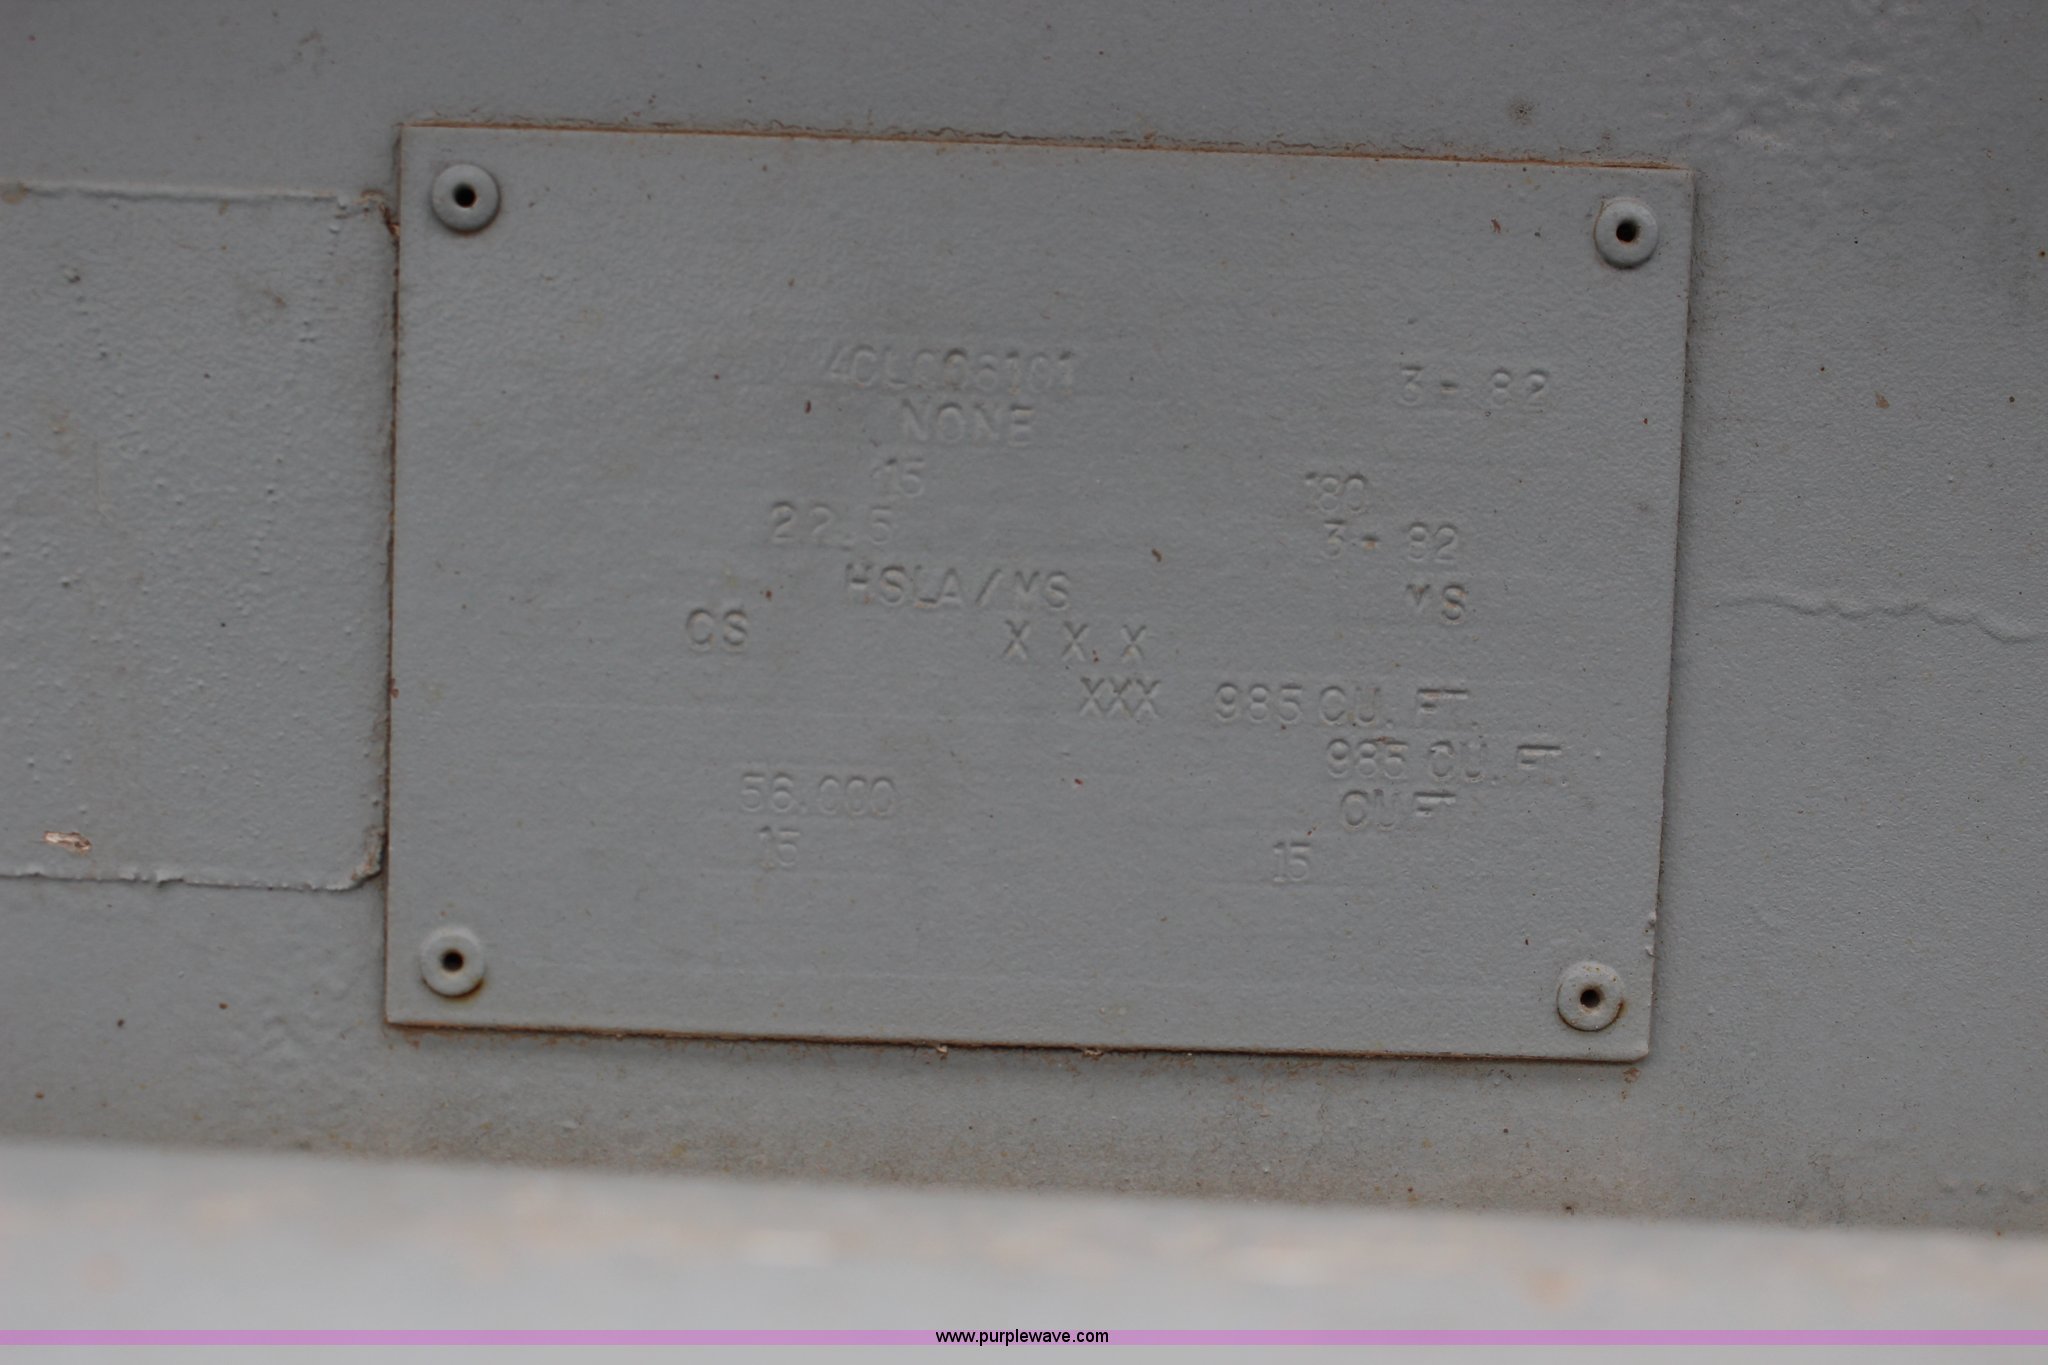 4CL006101 3-82
NONE
15 180
22.5 3-82
HSLA/MS MS
CS X X X
XXX 985 CU. FT.
985 CU. FT.
56.000 CU FT
15 15
www.purplewave.com